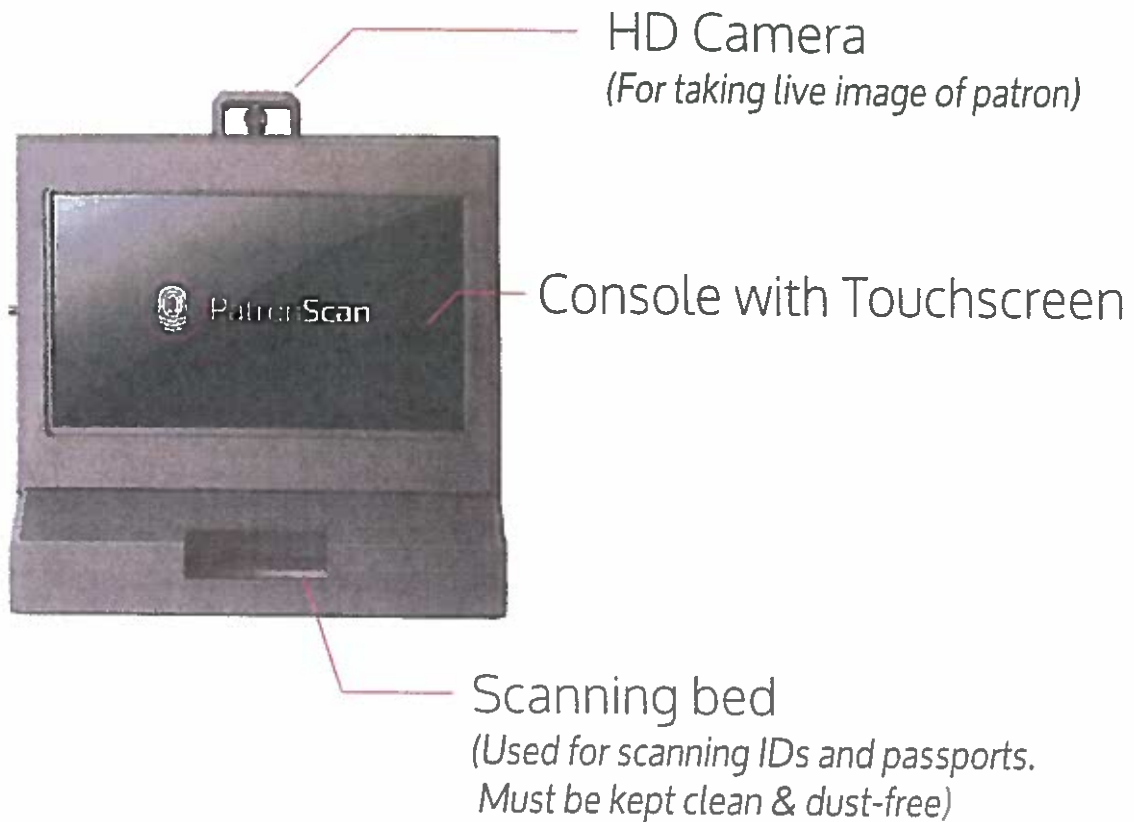 HD Camera
(For taking live image of patron)
PatronScan
Console with Touchscreen
Scanning bed
(Used for scanning IDs and passports.
Must be kept clean & dust-free)